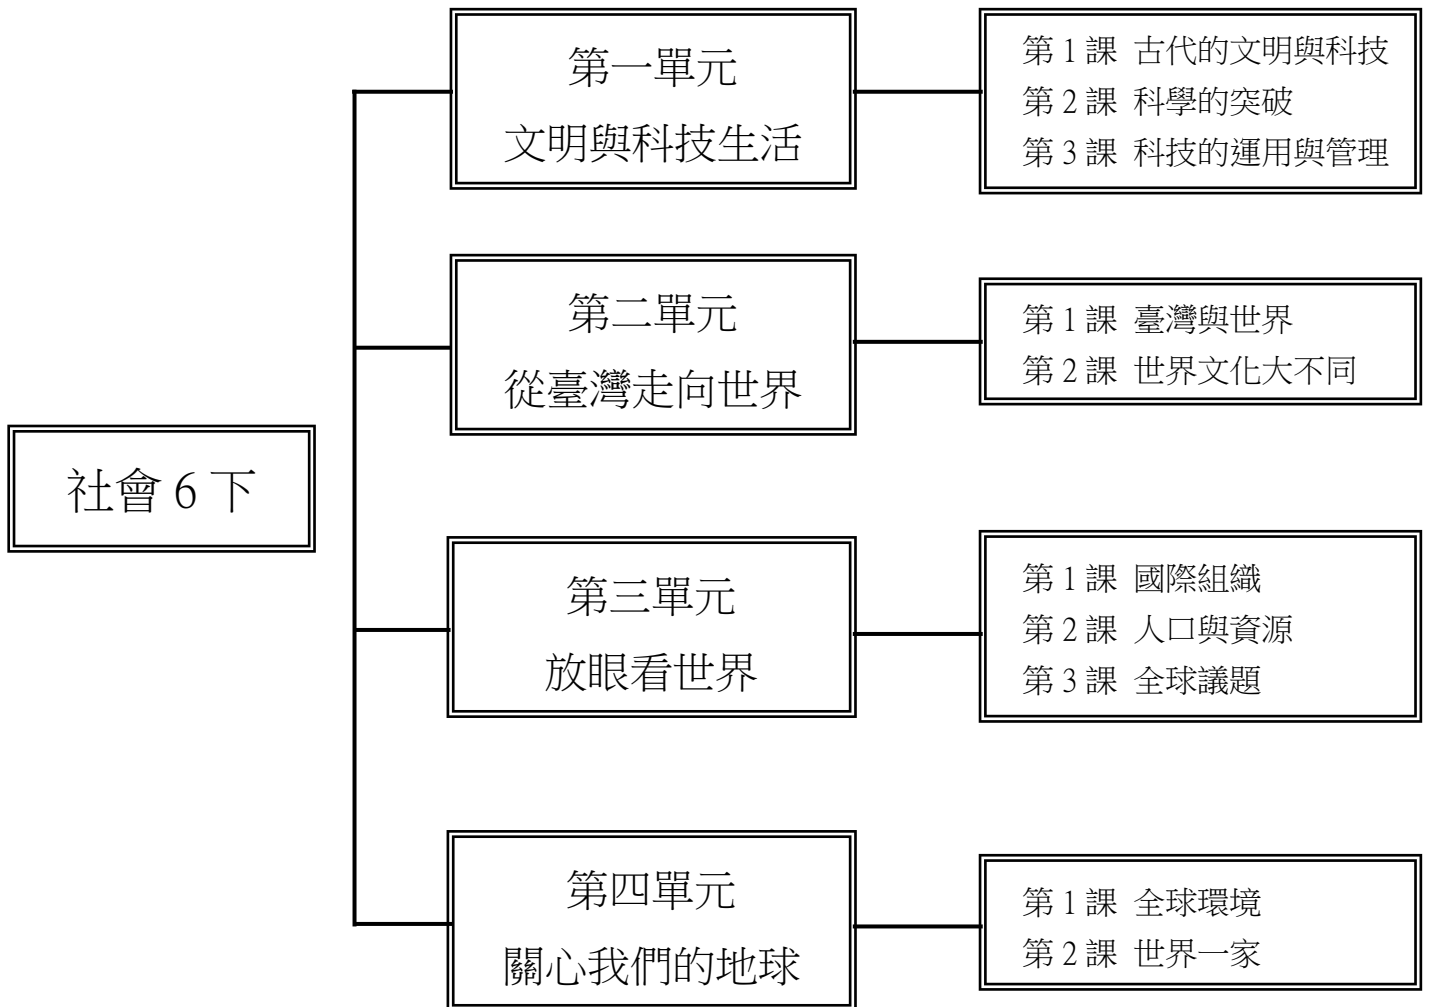 社會 6 下
第一單元
文明與科技生活
第 1 課 古代的文明與科技
第 2 課 科學的突破
第 3 課 科技的運用與管理
第二單元
從臺灣走向世界
第 1 課 臺灣與世界
第 2 課 世界文化大不同
第三單元
放眼看世界
第 1 課 國際組織
第 2 課 人口與資源
第 3 課 全球議題
第四單元
關心我們的地球
第 1 課 全球環境
第 2 課 世界一家